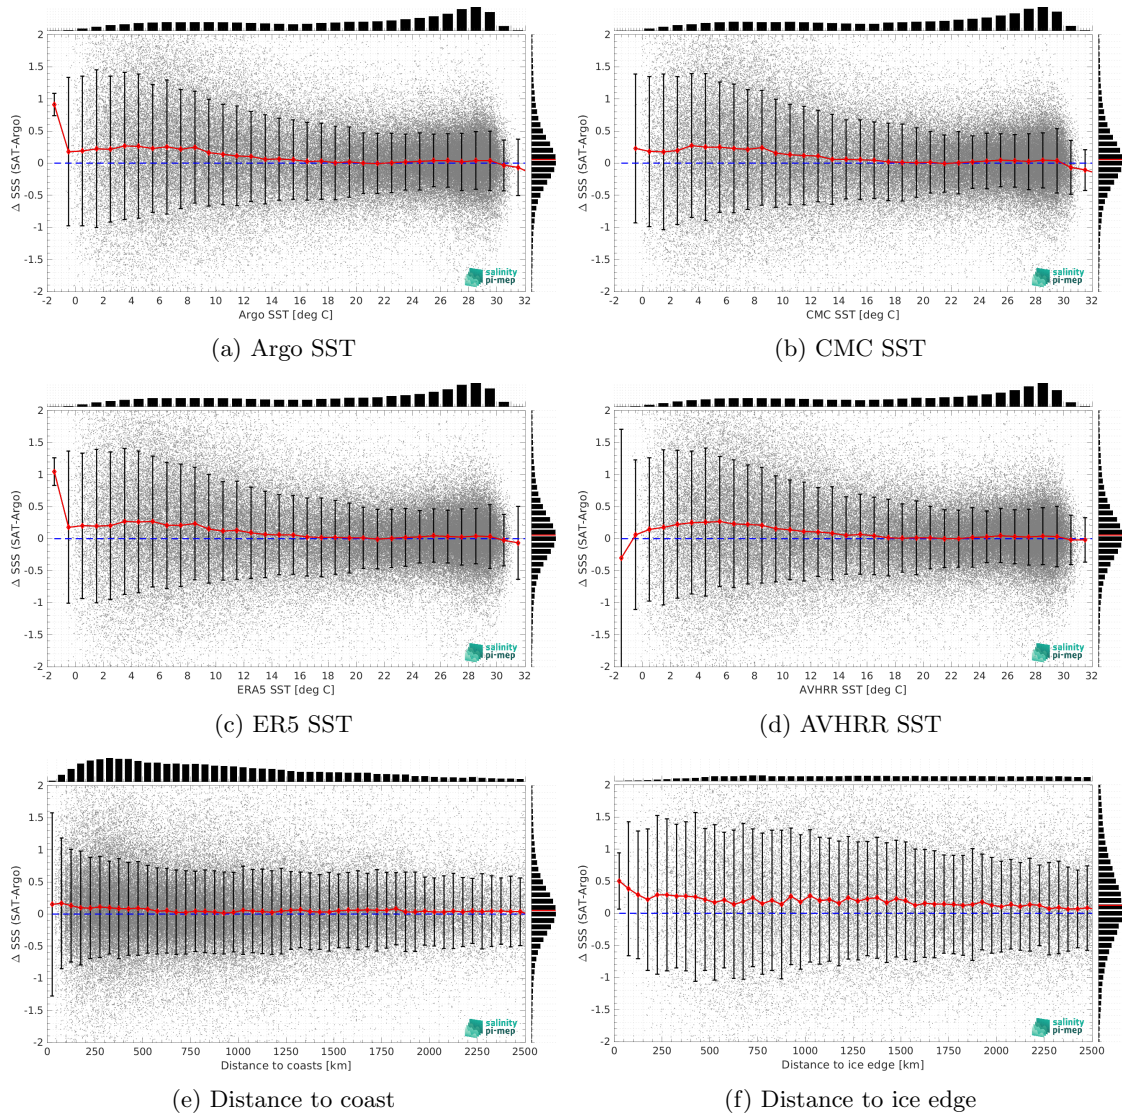 2
1.5
1
0.5
0
-0.5
-1
-1.5
-2
Δ SSS (SAT-Argo)
salinity
pi-mep
-2 0 2 4 6 8 10 12 14 16 18 20 22 24 26 28 30 32
Argo SST [deg C]
(a) Argo SST
2
1.5
1
0.5
0
-0.5
-1
-1.5
-2
Δ SSS (SAT-Argo)
salinity
pi-mep
-2 0 2 4 6 8 10 12 14 16 18 20 22 24 26 28 30 32
CMC SST [deg C]
(b) CMC SST
2
1.5
1
0.5
0
-0.5
-1
-1.5
-2
Δ SSS (SAT-Argo)
salinity
pi-mep
-2 0 2 4 6 8 10 12 14 16 18 20 22 24 26 28 30 32
ERA5 SST [deg C]
(c) ER5 SST
2
1.5
1
0.5
0
-0.5
-1
-1.5
-2
Δ SSS (SAT-Argo)
salinity
pi-mep
-2 0 2 4 6 8 10 12 14 16 18 20 22 24 26 28 30 32
AVHRR SST [deg C]
(d) AVHRR SST
2
1.5
1
0.5
0
-0.5
-1
-1.5
-2
Δ SSS (SAT-Argo)
salinity
pi-mep
0 250 500 750 1000 1250 1500 1750 2000 2250 2500
Distance to coasts [km]
(e) Distance to coast
2
1.5
1
0.5
0
-0.5
-1
-1.5
-2
Δ SSS (SAT-Argo)
salinity
pi-mep
0 250 500 750 1000 1250 1500 1750 2000 2250 2500
Distance to ice edge [km]
(f) Distance to ice edge